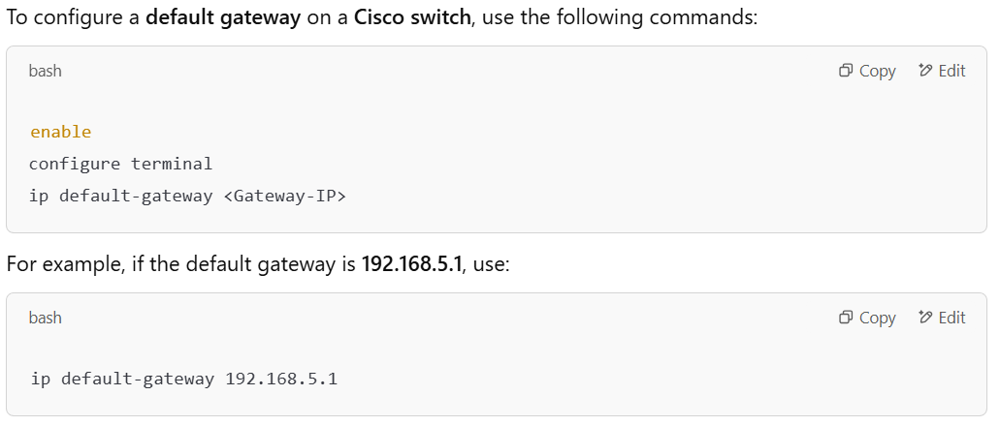 To configure a default gateway on a Cisco switch, use the following commands:
bash Copy Edit
enable
configure terminal
ip default-gateway <Gateway-IP>
For example, if the default gateway is 192.168.5.1, use:
bash Copy Edit
ip default-gateway 192.168.5.1